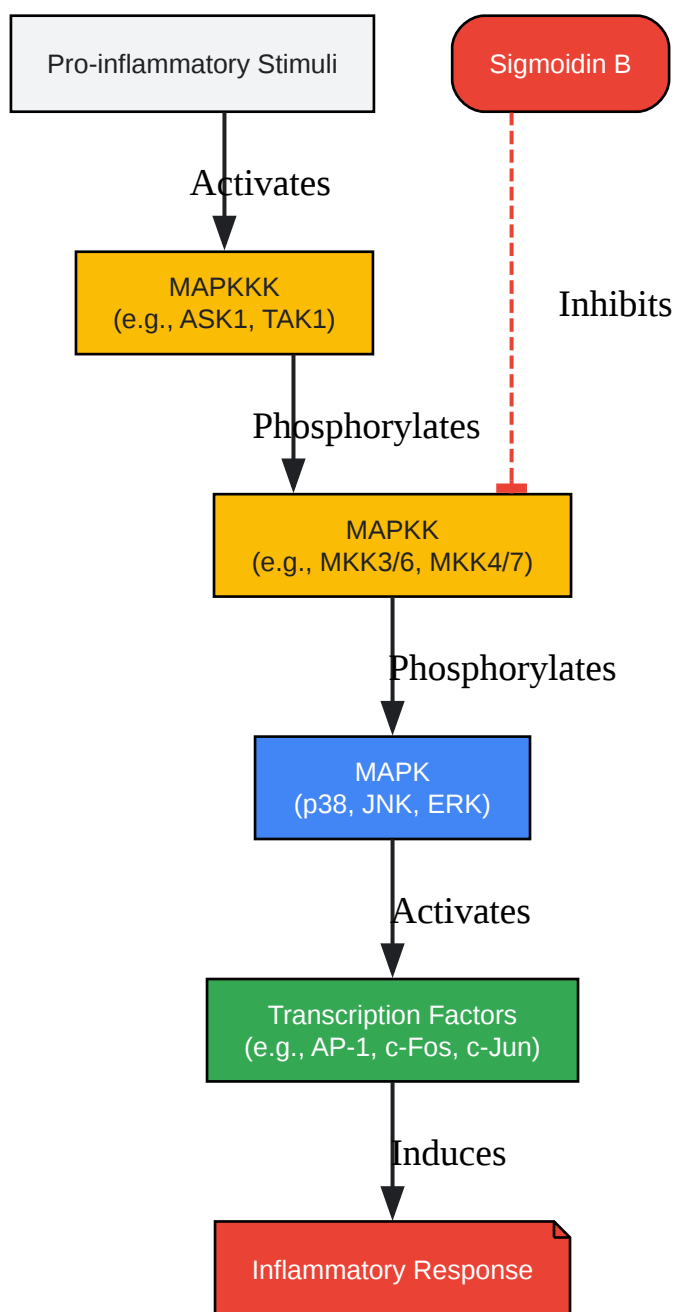 Pro-inflammatory Stimuli
Sigmoidin B
Activates
MAPKKK
(e.g., ASK1, TAK1)
Inhibits
Phosphorylates
MAPKK
(e.g., MKK3/6, MKK4/7)
Phosphorylates
MAPK
(p38, JNK, ERK)
Activates
Transcription Factors
(e.g., AP-1, c-Fos, c-Jun)
Induces
Inflammatory Response